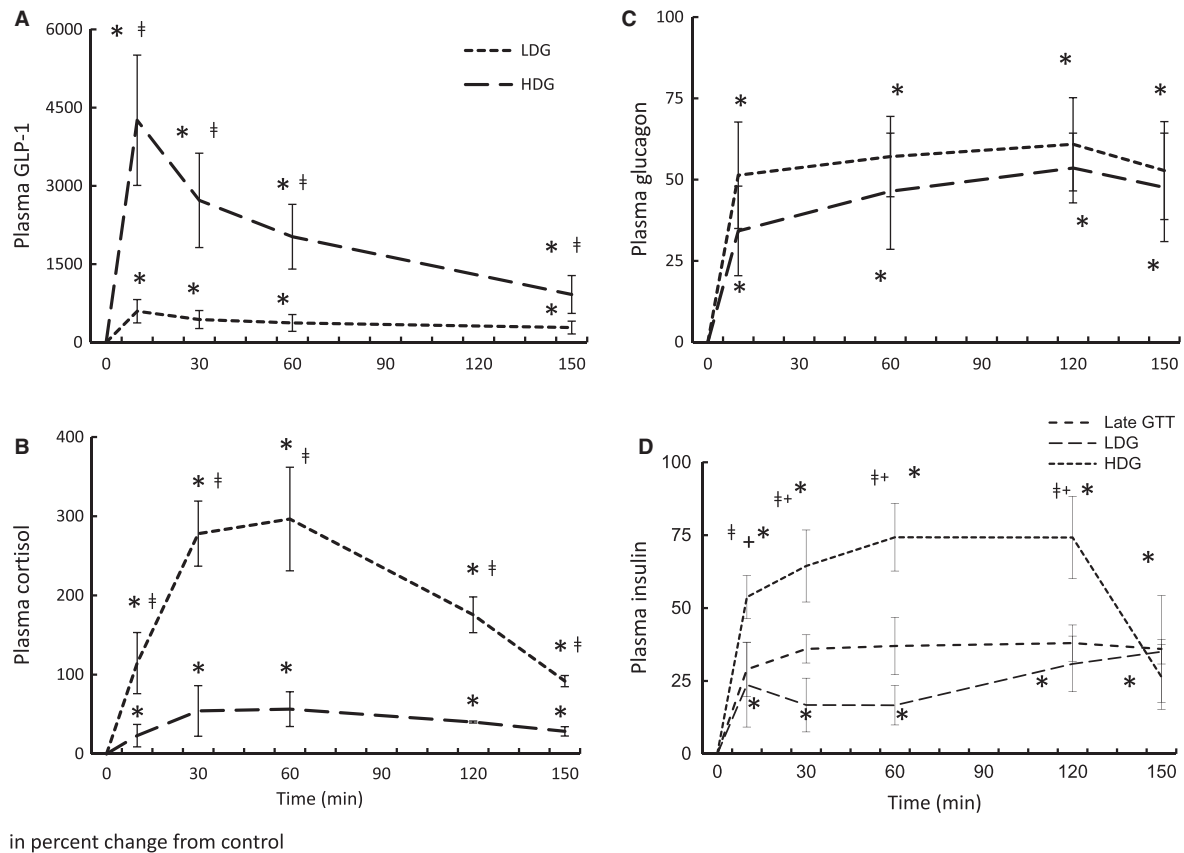 A
Plasma GLP-1
6000
4500
3000
1500
0
* ‡
* ‡
* ‡
* ‡
* * * *
0 30 60 90 120 150
LDG
HDG
C
Plasma glucagon
100
75
50
25
0
* * * *
* * * *
0 30 60 90 120 150
B
Plasma cortisol
400
300
200
100
0
* ‡
* ‡
* ‡
* ‡
* ‡
* * * * *
0 30 60 90 120 150
Time (min)
Late GTT
LDG
HDG
D
Plasma insulin
100
75
50
25
0
‡ + *
‡+ *
‡+ *
‡+ *
*
* * * * *
0 30 60 90 120 150
Time (min)
in percent change from control